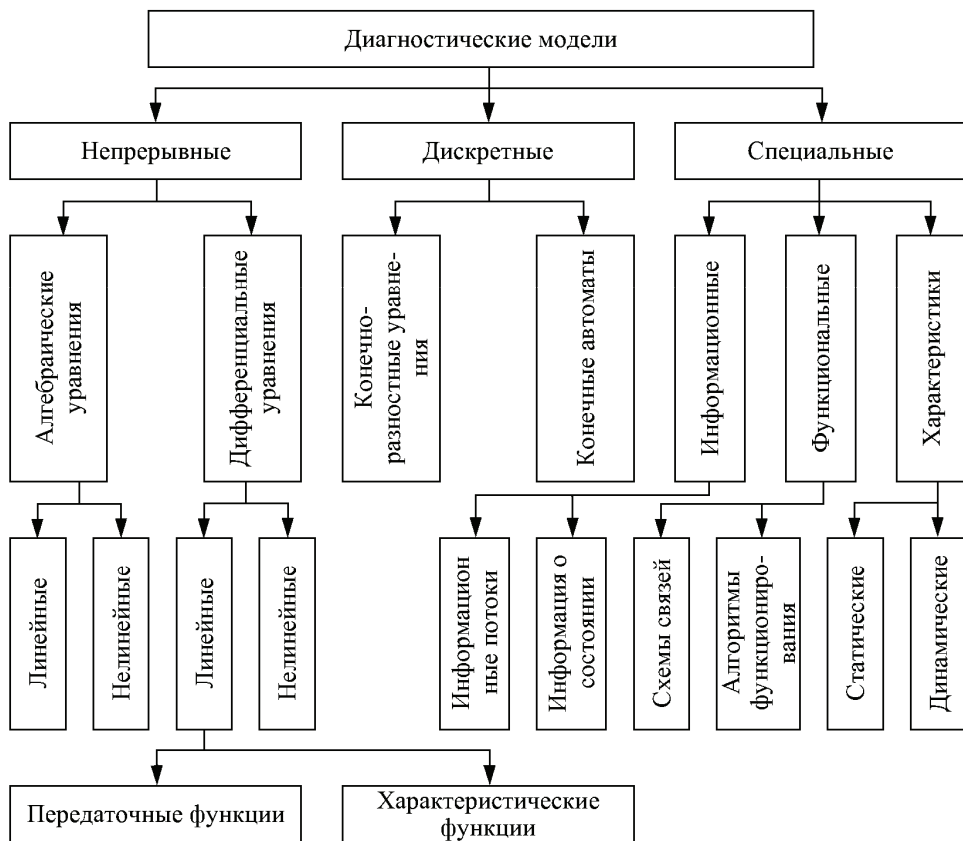 Диагностические модели
Непрерывные
Дискретные
Специальные
Алгебраические
уравнения
Дифференциальные
уравнения
Конечно-
разностные уравне-
ния
Конечные автоматы
Информационные
Функциональные
Характеристики
Линейные
Нелинейные
Линейные
Нелинейные
Информацион
ные потоки
Информация о
состоянии
Схемы связей
Алгоритмы
функциониро-
вания
Статические
Динамические
Передаточные функции
Характеристические
функции